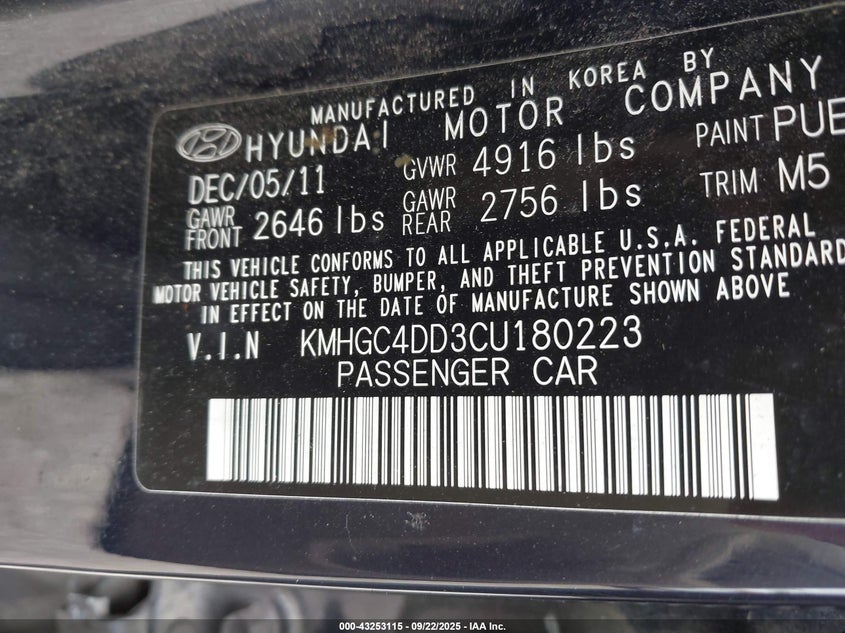 MANUFACTURED IN KOREA BY
HYUNDAI MOTOR COMPANY
DEC/05/11 GVWR 4916 lbs PAINT PUE
GAWR FRONT 2646 lbs GAWR REAR 2756 lbs TRIM M5
THIS VEHICLE CONFORMS TO ALL APPLICABLE U.S.A. FEDERAL
MOTOR VEHICLE SAFETY, BUMPER, AND THEFT PREVENTION STANDARD
IN EFFECT ON THE DATE OF MANUFACTURE SHOWN ABOVE
V.I.N KMHGC4DD3CU180223
PASSENGER CAR
000-43253115 - 09/22/2025 - IAA Inc.